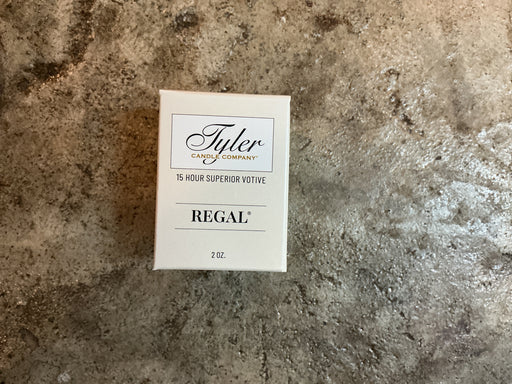 Tyler
CANDLE COMPANY®
15 HOUR SUPERIOR VOTIVE
REGAL®
2 OZ.